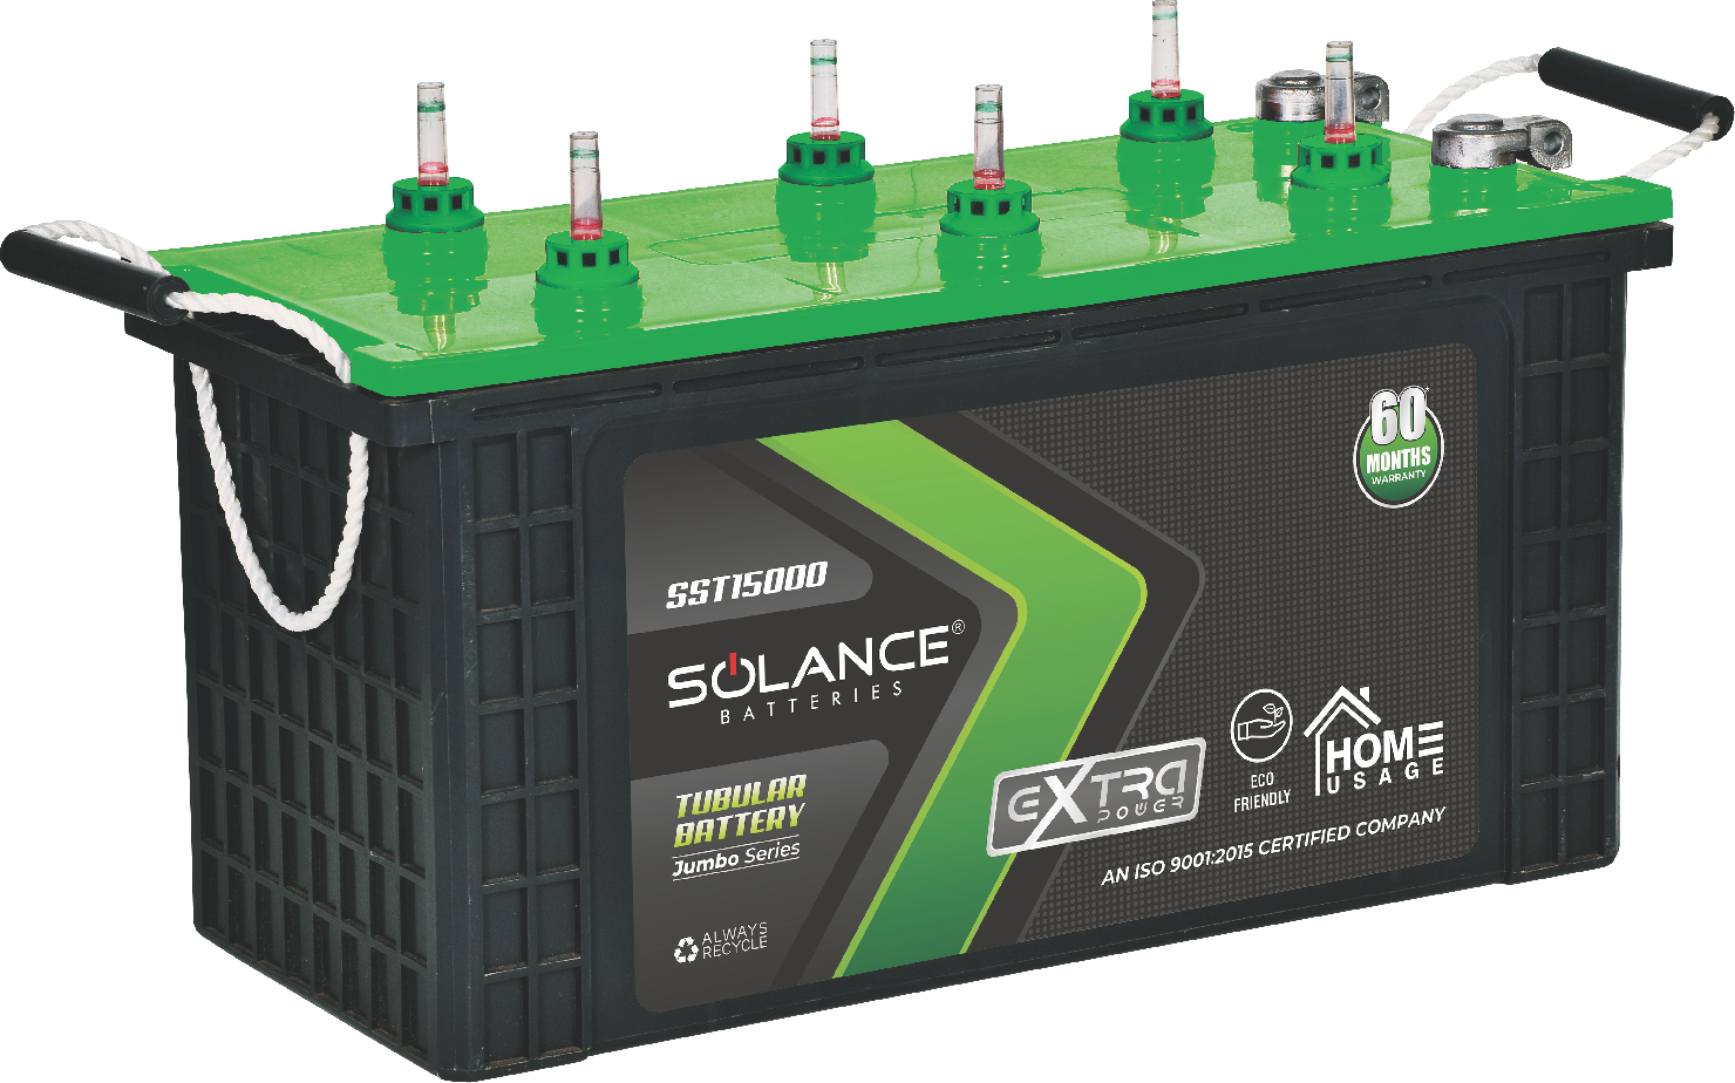 60*
MONTHS
WARRANTY
SST15000
SOLANCE®
BATTERIES
TUBULAR
BATTERY
Jumbo Series
ALWAYS
RECYCLE
eXTRa
POWER
ECO
FRIENDLY
HOME
USAGE
AN ISO 9001:2015 CERTIFIED COMPANY